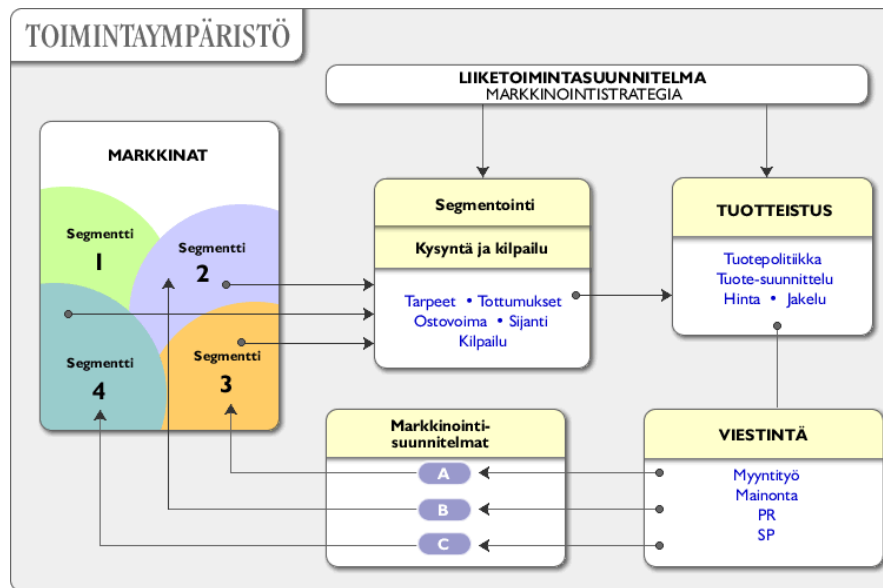 TOIMINTAYMPÄRISTÖ
LIIKETOIMINTASUUNNITELMA
MARKKINOINTISTRATEGIA
MARKKINAT
Segmentti
1
Segmentti
2
Segmentti
3
Segmentti
4
Segmentointi
Kysyntä ja kilpailu
Tarpeet • Tottumukset
Ostovoima • Sijanti
Kilpailu
TUOTTEISTUS
Tuotepolitiikka
Tuote-suunnittelu
Hinta • Jakelu
Markkinointi-
suunnitelmat
A
B
C
VIESTINTÄ
Myyntityö
Mainonta
PR
SP